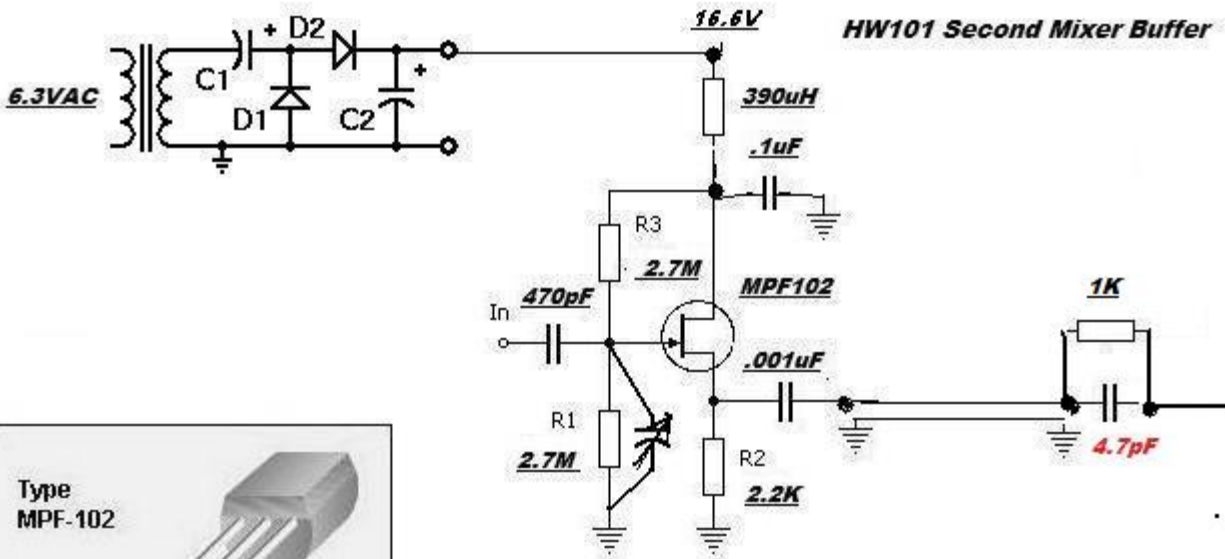 16.6V
HW101 Second Mixer Buffer
+ D2
+
C1
6.3VAC
D1
C2
390uH
.1uF
R3
2.7M
MPF102
1K
In
470pF
.001uF
R1
2.7M
R2
2.2K
4.7pF
Type
MPF-102